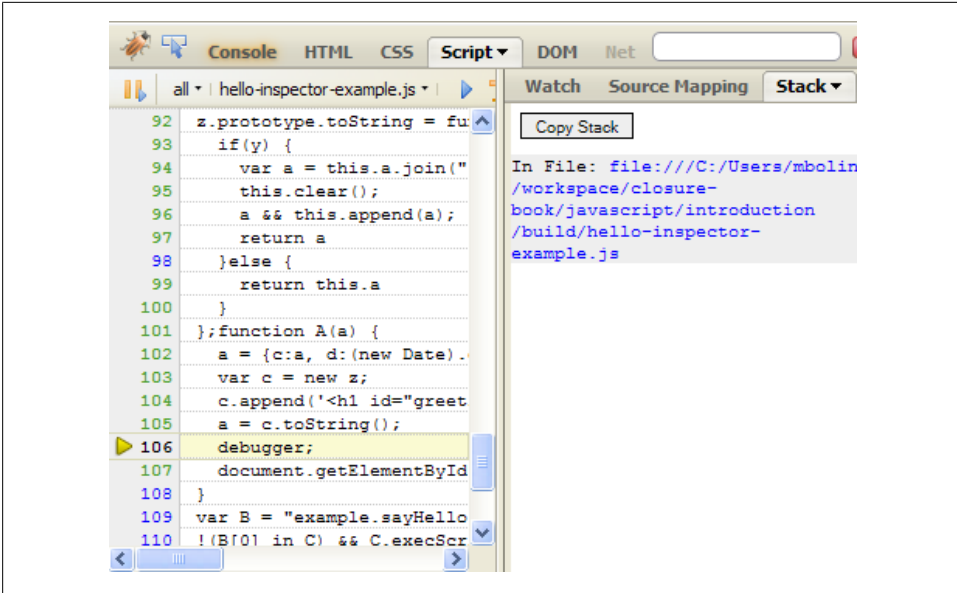 Console HTML CSS Script ▾ DOM Net
all ▾ hello-inspector-example.js ▾
Watch Source Mapping Stack ▾
Copy Stack
92 z.prototype.toString = fu
93 if(y) {
94 var a = this.a.join("
95 this.clear();
96 a && this.append(a);
97 return a
98 }else {
99 return this.a
100 }
101 };function A(a) {
102 a = {c:a, d:(new Date).
103 var c = new z;
104 c.append('<h1 id="greet
105 a = c.toString();
106 debugger;
107 document.getElementById
108 }
109 var B = "example.sayHello
110 !(B[0] in C) && C.execScr
In File: file:///C:/Users/mbolin
/workspace/closure-
book/javascript/introduction
/build/hello-inspector-
example.js